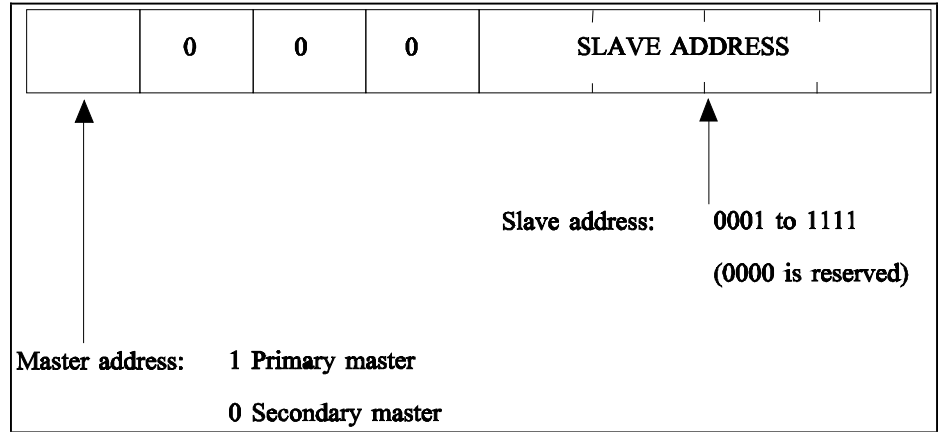 0 0 0 SLAVE ADDRESS
Slave address: 0001 to 1111
(0000 is reserved)
Master address: 1 Primary master
0 Secondary master